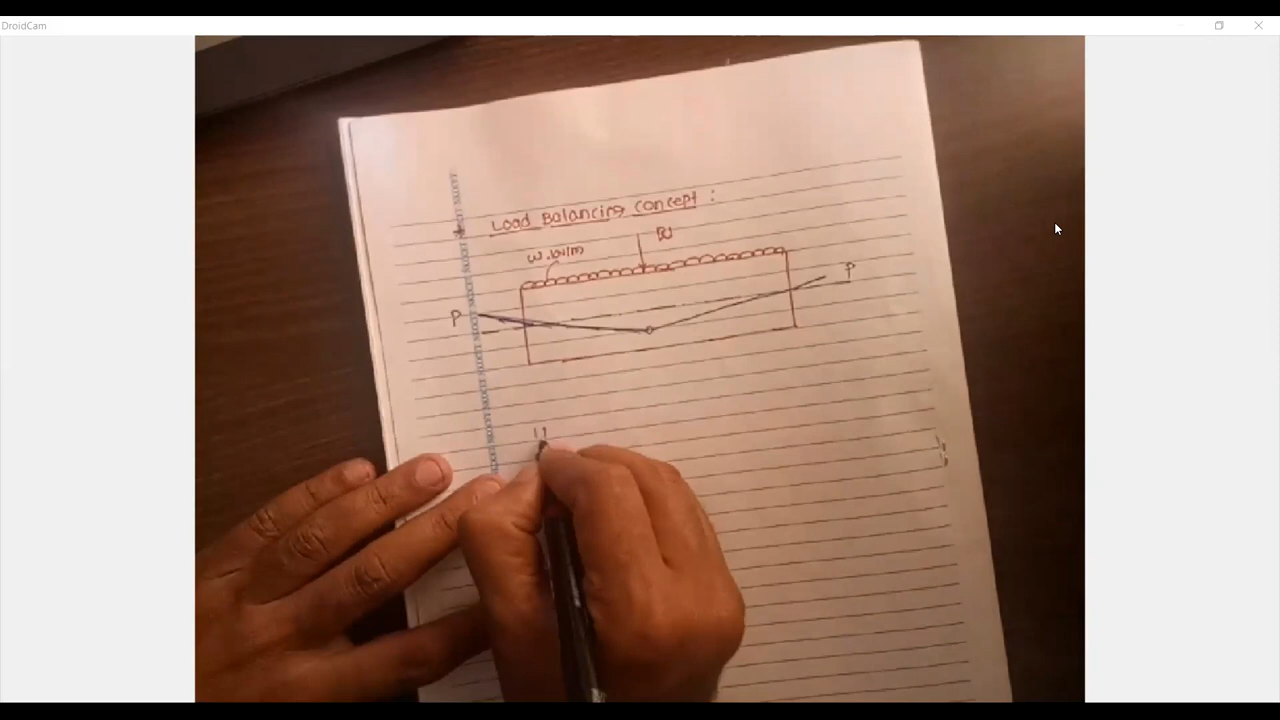 DroidCam
Load Balancing concept :
W
w.kN/m
P
P